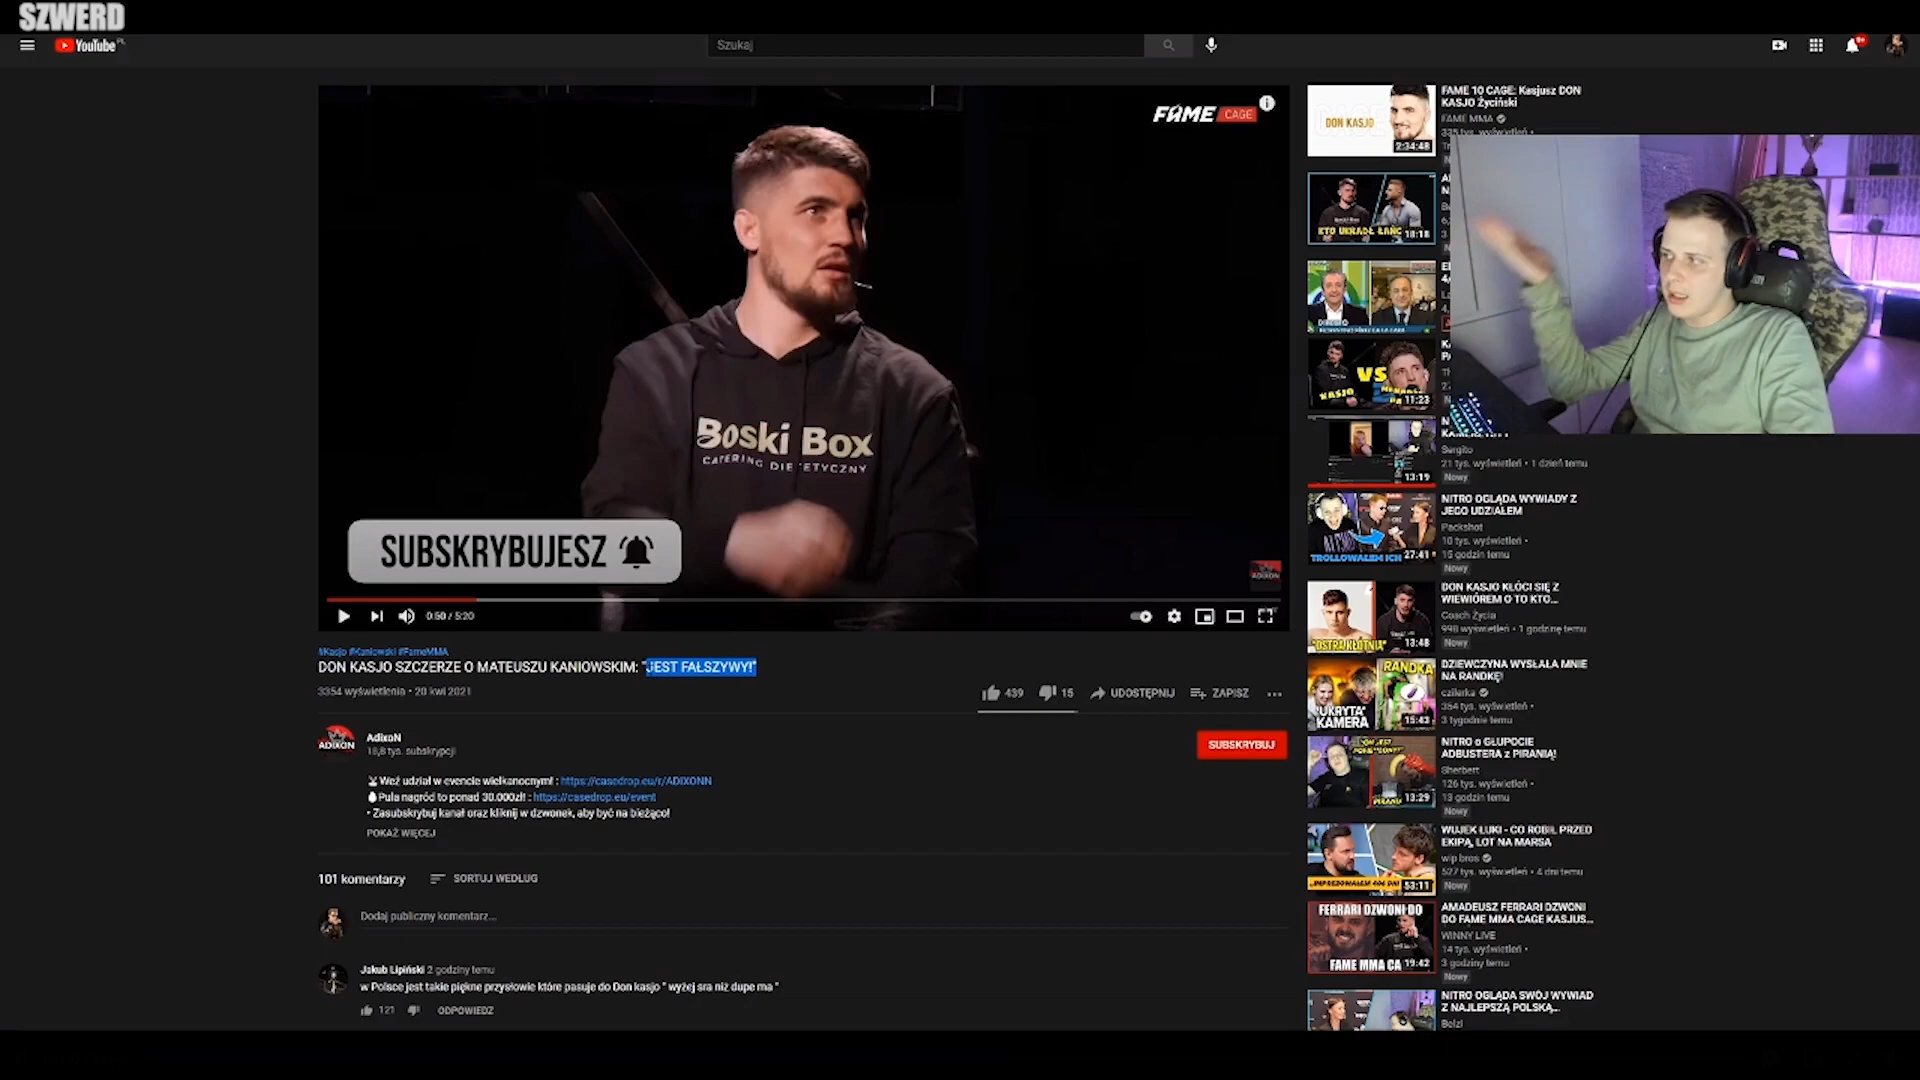 SZWERD
YouTube PL
Szukaj
FAME CAGE
Boski Box
CATERING DIETETYCZNY
SUBSKRYBUJESZ
ADIXON
0:50 / 5:20
#Kasjo #Kaniowski #FameMMA
DON KASJO SZCZERZE O MATEUSZU KANIOWSKIM: "JEST FAŁSZYWY!"
3354 wyświetlenia • 20 kwi 2021
439
15
UDOSTĘPNIJ
ZAPISZ
AdixoN
18,8 tys. subskrypcji
SUBSKRYBUJ
Weź udział w evencie wielkanocnym! : https://casedrop.eu/r/ADIXONN
Pula nagród to ponad 30.000zł! : https://casedrop.eu/event
• Zasubskrybuj kanał oraz kliknij w dzwonek, aby być na bieżąco!
POKAŻ WIĘCEJ
101 komentarzy
SORTUJ WEDŁUG
Dodaj publiczny komentarz...
Jakub Lipiński 2 godziny temu
w Polsce jest takie piękne przysłowie które pasuje do Don kasjo " wyżej sra niż dupe ma "
121
ODPOWIEDZ
DON KASJO
2:34:48
FAME 10 CAGE: Kasjusz DON
KASJO Życiński
FAME MMA
335 tys. wyświetleń •
KTO UKRADŁ ŁAŃC
18:18
DIRECTO
VS
KASJO
11:23
13:19
Sergito
21 tys. wyświetleń • 1 dzień temu
Nowy
TROLLOWAŁEM ICH
27:41
NITRO OGLĄDA WYWIADY Z
JEGO UDZIAŁEM
Packshot
10 tys. wyświetleń •
15 godzin temu
Nowy
"OSTRA KŁÓTNIA"
13:48
DON KASJO KŁÓCI SIĘ Z
WIEWIÓREM O TO KTO...
Coach Życia
998 wyświetleń • 1 godzinę temu
Nowy
"UKRYTA"
KAMERA
RANDKA
15:43
DZIEWCZYNA WYSŁAŁA MNIE
NA RANDKĘ!
czilerka
354 tys. wyświetleń •
3 tygodnie temu
PIRANIA
13:29
NITRO o GŁUPOCIE
ADBUSTERA z PIRANIĄ!
Sherbert
126 tys. wyświetleń •
13 godzin temu
Nowy
53:11
WUJEK ŁUKI - CO ROBIŁ PRZED
EKIPĄ, LOT NA MARSA
wip bros
527 tys. wyświetleń • 4 dni temu
Nowy
FERRARI DZWONI DO
FAME MMA CA
19:42
AMADEUSZ FERRARI DZWONI
DO FAME MMA CAGE KASJUS...
WINNY LIVE
14 tys. wyświetleń •
3 godziny temu
Nowy
NITRO OGLĄDA SWÓJ WYWIAD
Z NAJLEPSZĄ POLSKĄ...
Belzi